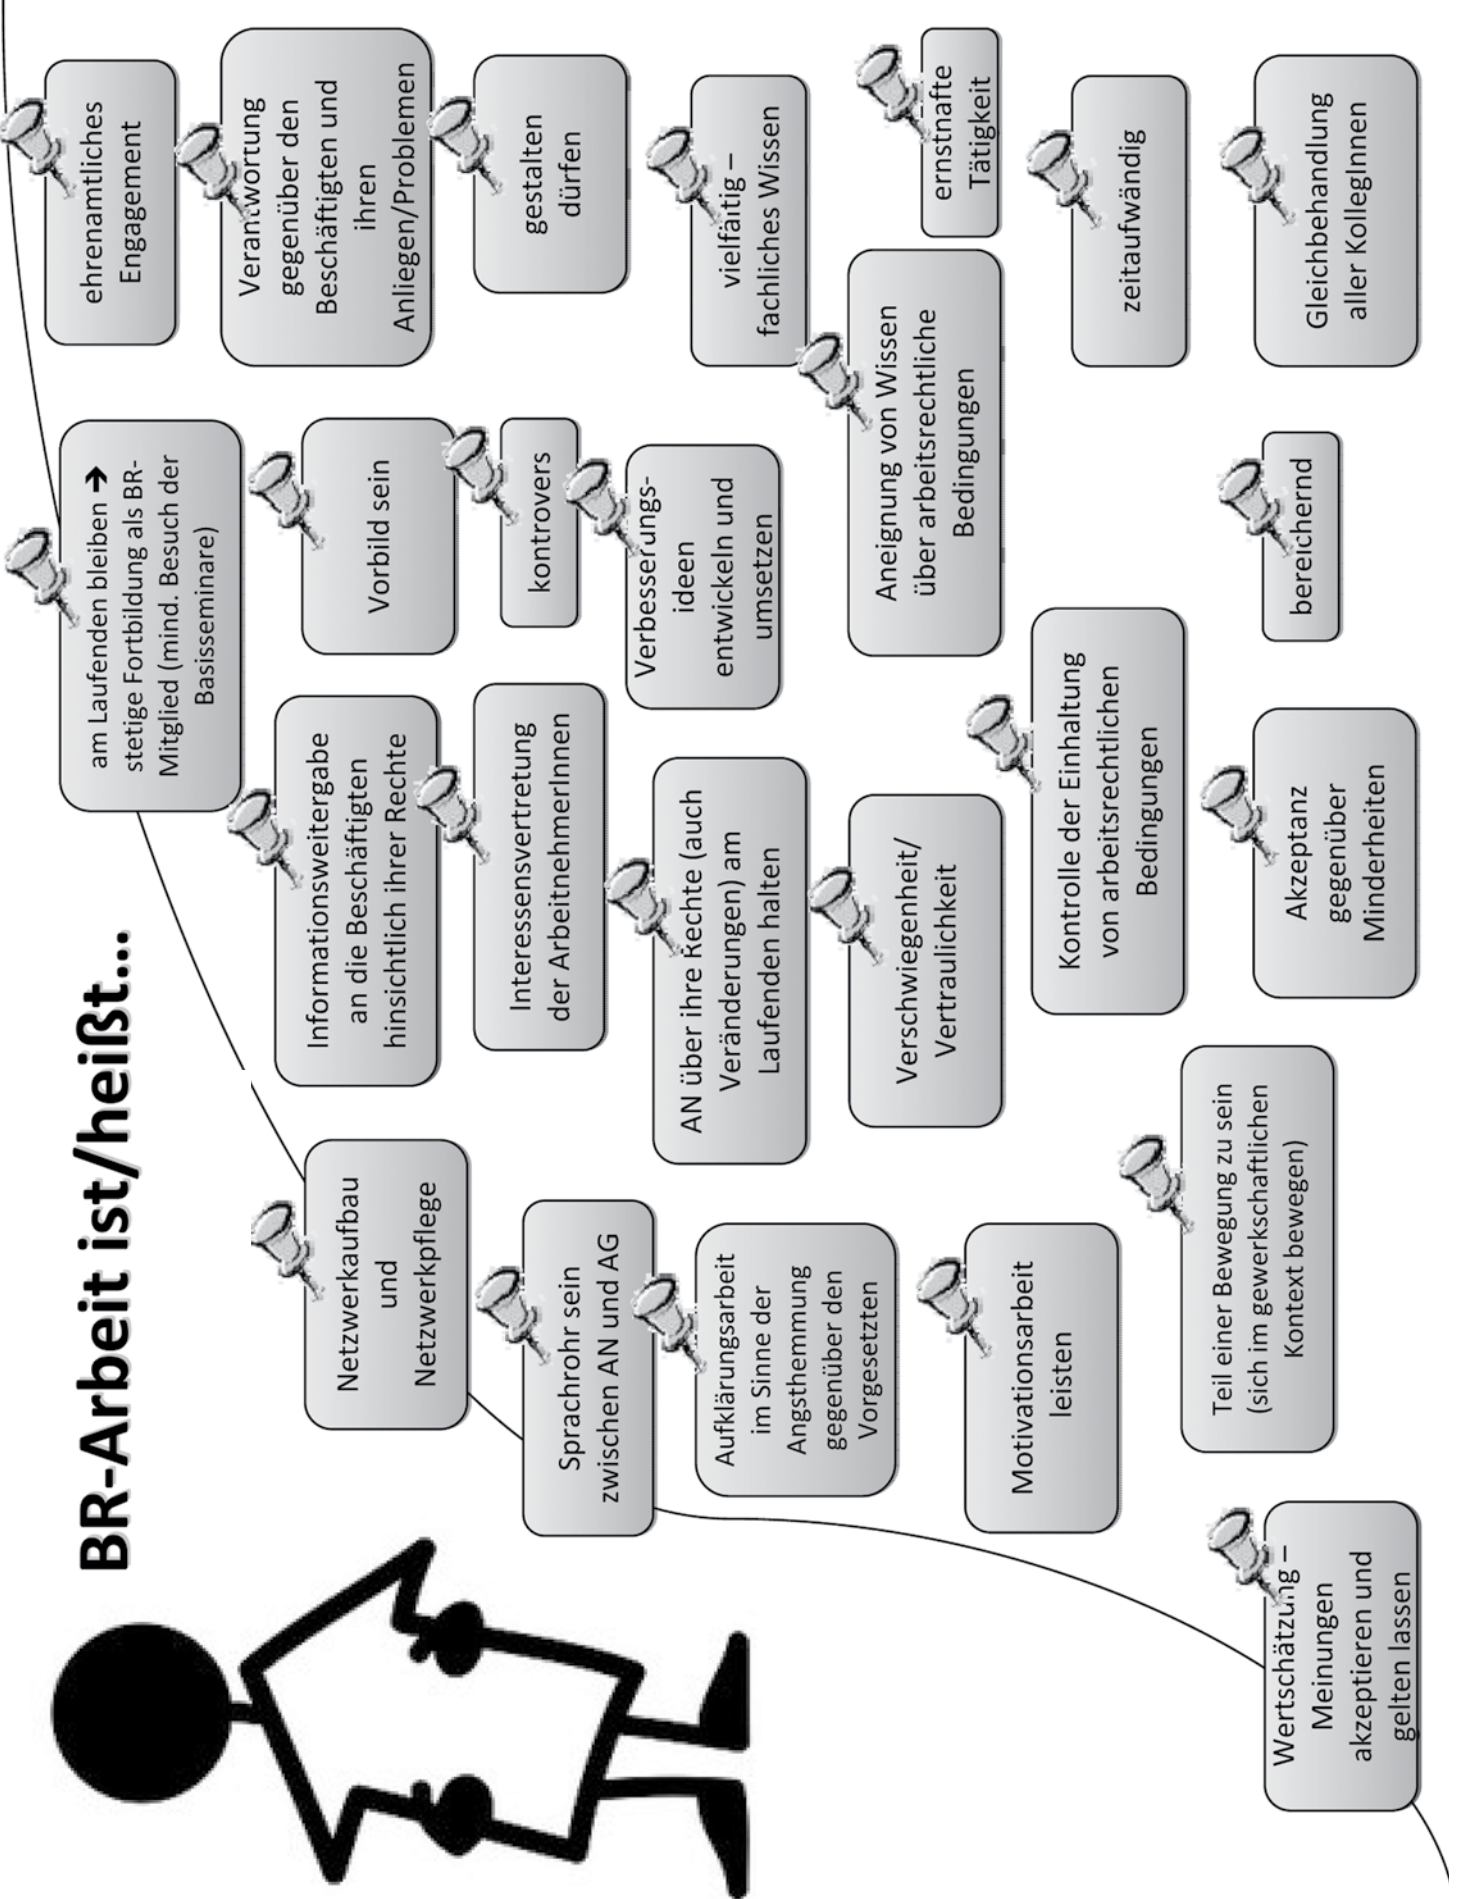 BR-Arbeit ist/heißt...
am Laufenden bleiben ➔
stetige Fortbildung als BR-
Mitglied (mind. Besuch der
Basisseminare)
ehrenamtliches
Engagement
Netzwerkaufbau
und
Netzwerkpflege
Informationsweitergabe
an die Beschäftigten
hinsichtlich ihrer Rechte
Vorbild sein
Verantwortung
gegenüber den
Beschäftigten und
ihren
Anliegen/Problemen
Sprachrohr sein
zwischen AN und AG
Interessensvertretung
der ArbeitnehmerInnen
kontrovers
gestalten
dürfen
Aufklärungsarbeit
im Sinne der
Angsthemmung
gegenüber den
Vorgesetzten
AN über ihre Rechte (auch
Veränderungen) am
Laufenden halten
Verbesserungs-
ideen
entwickeln und
umsetzen
vielfältig –
fachliches Wissen
Motivationsarbeit
leisten
Verschwiegenheit/
Vertraulichkeit
Aneignung von Wissen
über arbeitsrechtliche
Bedingungen
ernsthafte
Tätigkeit
Teil einer Bewegung zu sein
(sich im gewerkschaftlichen
Kontext bewegen)
Kontrolle der Einhaltung
von arbeitsrechtlichen
Bedingungen
zeitaufwändig
Wertschätzung –
Meinungen
akzeptieren und
gelten lassen
Akzeptanz
gegenüber
Minderheiten
bereichernd
Gleichbehandlung
aller KollegInnen